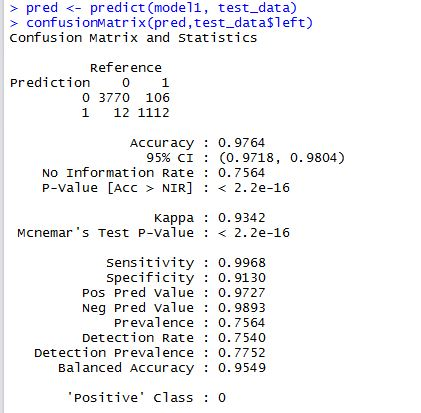 > pred <- predict(model1, test_data)
> confusionMatrix(pred,test_data$left)
Confusion Matrix and Statistics
Reference
Prediction 0 1
0 3770 106
1 12 1112
Accuracy : 0.9764
95% CI : (0.9718, 0.9804)
No Information Rate : 0.7564
P-Value [Acc > NIR] : < 2.2e-16
Kappa : 0.9342
Mcnemar's Test P-Value : < 2.2e-16
Sensitivity : 0.9968
Specificity : 0.9130
Pos Pred Value : 0.9727
Neg Pred Value : 0.9893
Prevalence : 0.7564
Detection Rate : 0.7540
Detection Prevalence : 0.7752
Balanced Accuracy : 0.9549
'Positive' Class : 0